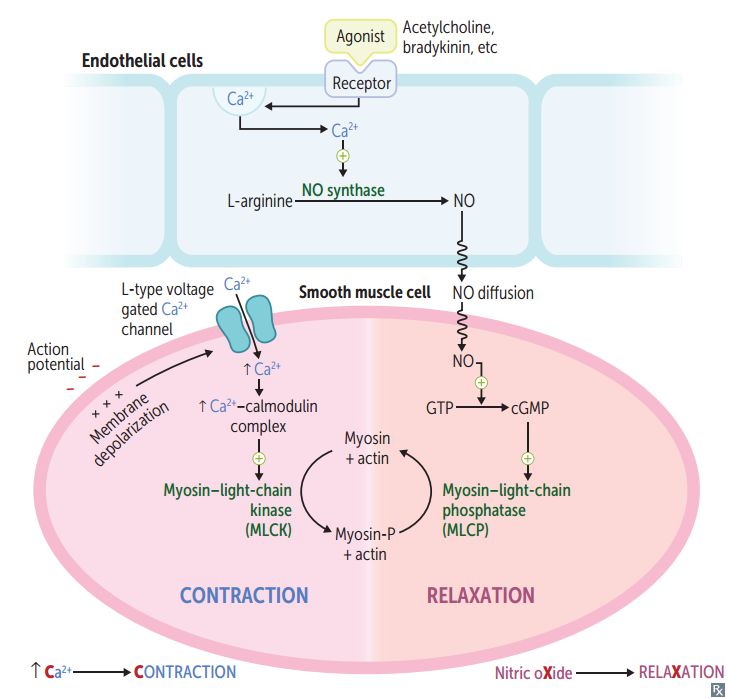 Agonist
Acetylcholine,
bradykinin, etc
Endothelial cells
Receptor
Ca²⁺
Ca²⁺
+
NO synthase
L-arginine
NO
L-type voltage
gated Ca²⁺
channel
Ca²⁺
Smooth muscle cell
NO diffusion
Action
potential
– – –
+ + +
Membrane
depolarization
↑ Ca²⁺
NO
+
↑ Ca²⁺–calmodulin
complex
GTP
cGMP
+
Myosin
+ actin
+
Myosin–light-chain
kinase
(MLCK)
Myosin–light-chain
phosphatase
(MLCP)
Myosin-P
+ actin
CONTRACTION
RELAXATION
↑ Ca²⁺
CONTRACTION
Nitric oXide
RELAXATION
Rx